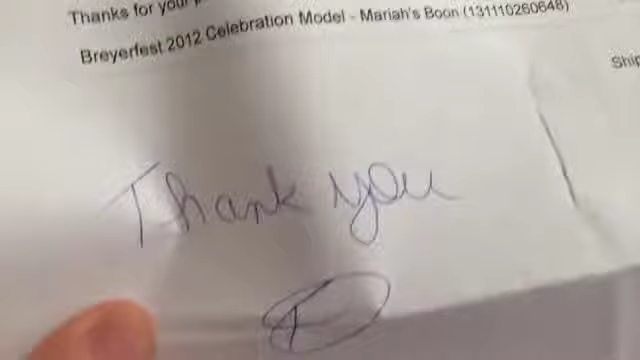 Thanks for your
Breyerfest 2012 Celebration Model - Mariah's Boon (131110260648)
Ship
Thank you